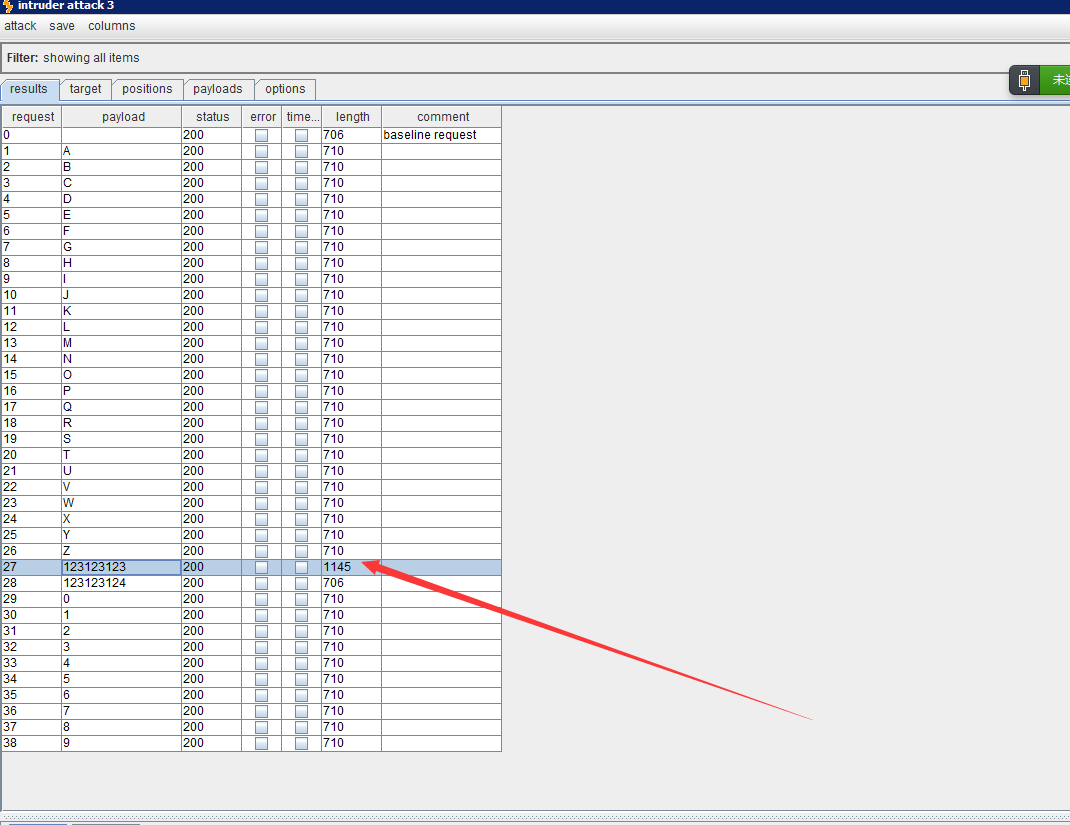 intruder attack 3
attack save columns
Filter: showing all items
未
results target positions payloads options
request payload status error time... length comment
0 200 706 baseline request
1 A 200 710
2 B 200 710
3 C 200 710
4 D 200 710
5 E 200 710
6 F 200 710
7 G 200 710
8 H 200 710
9 I 200 710
10 J 200 710
11 K 200 710
12 L 200 710
13 M 200 710
14 N 200 710
15 O 200 710
16 P 200 710
17 Q 200 710
18 R 200 710
19 S 200 710
20 T 200 710
21 U 200 710
22 V 200 710
23 W 200 710
24 X 200 710
25 Y 200 710
26 Z 200 710
27 123123123 200 1145
28 123123124 200 706
29 0 200 710
30 1 200 710
31 2 200 710
32 3 200 710
33 4 200 710
34 5 200 710
35 6 200 710
36 7 200 710
37 8 200 710
38 9 200 710